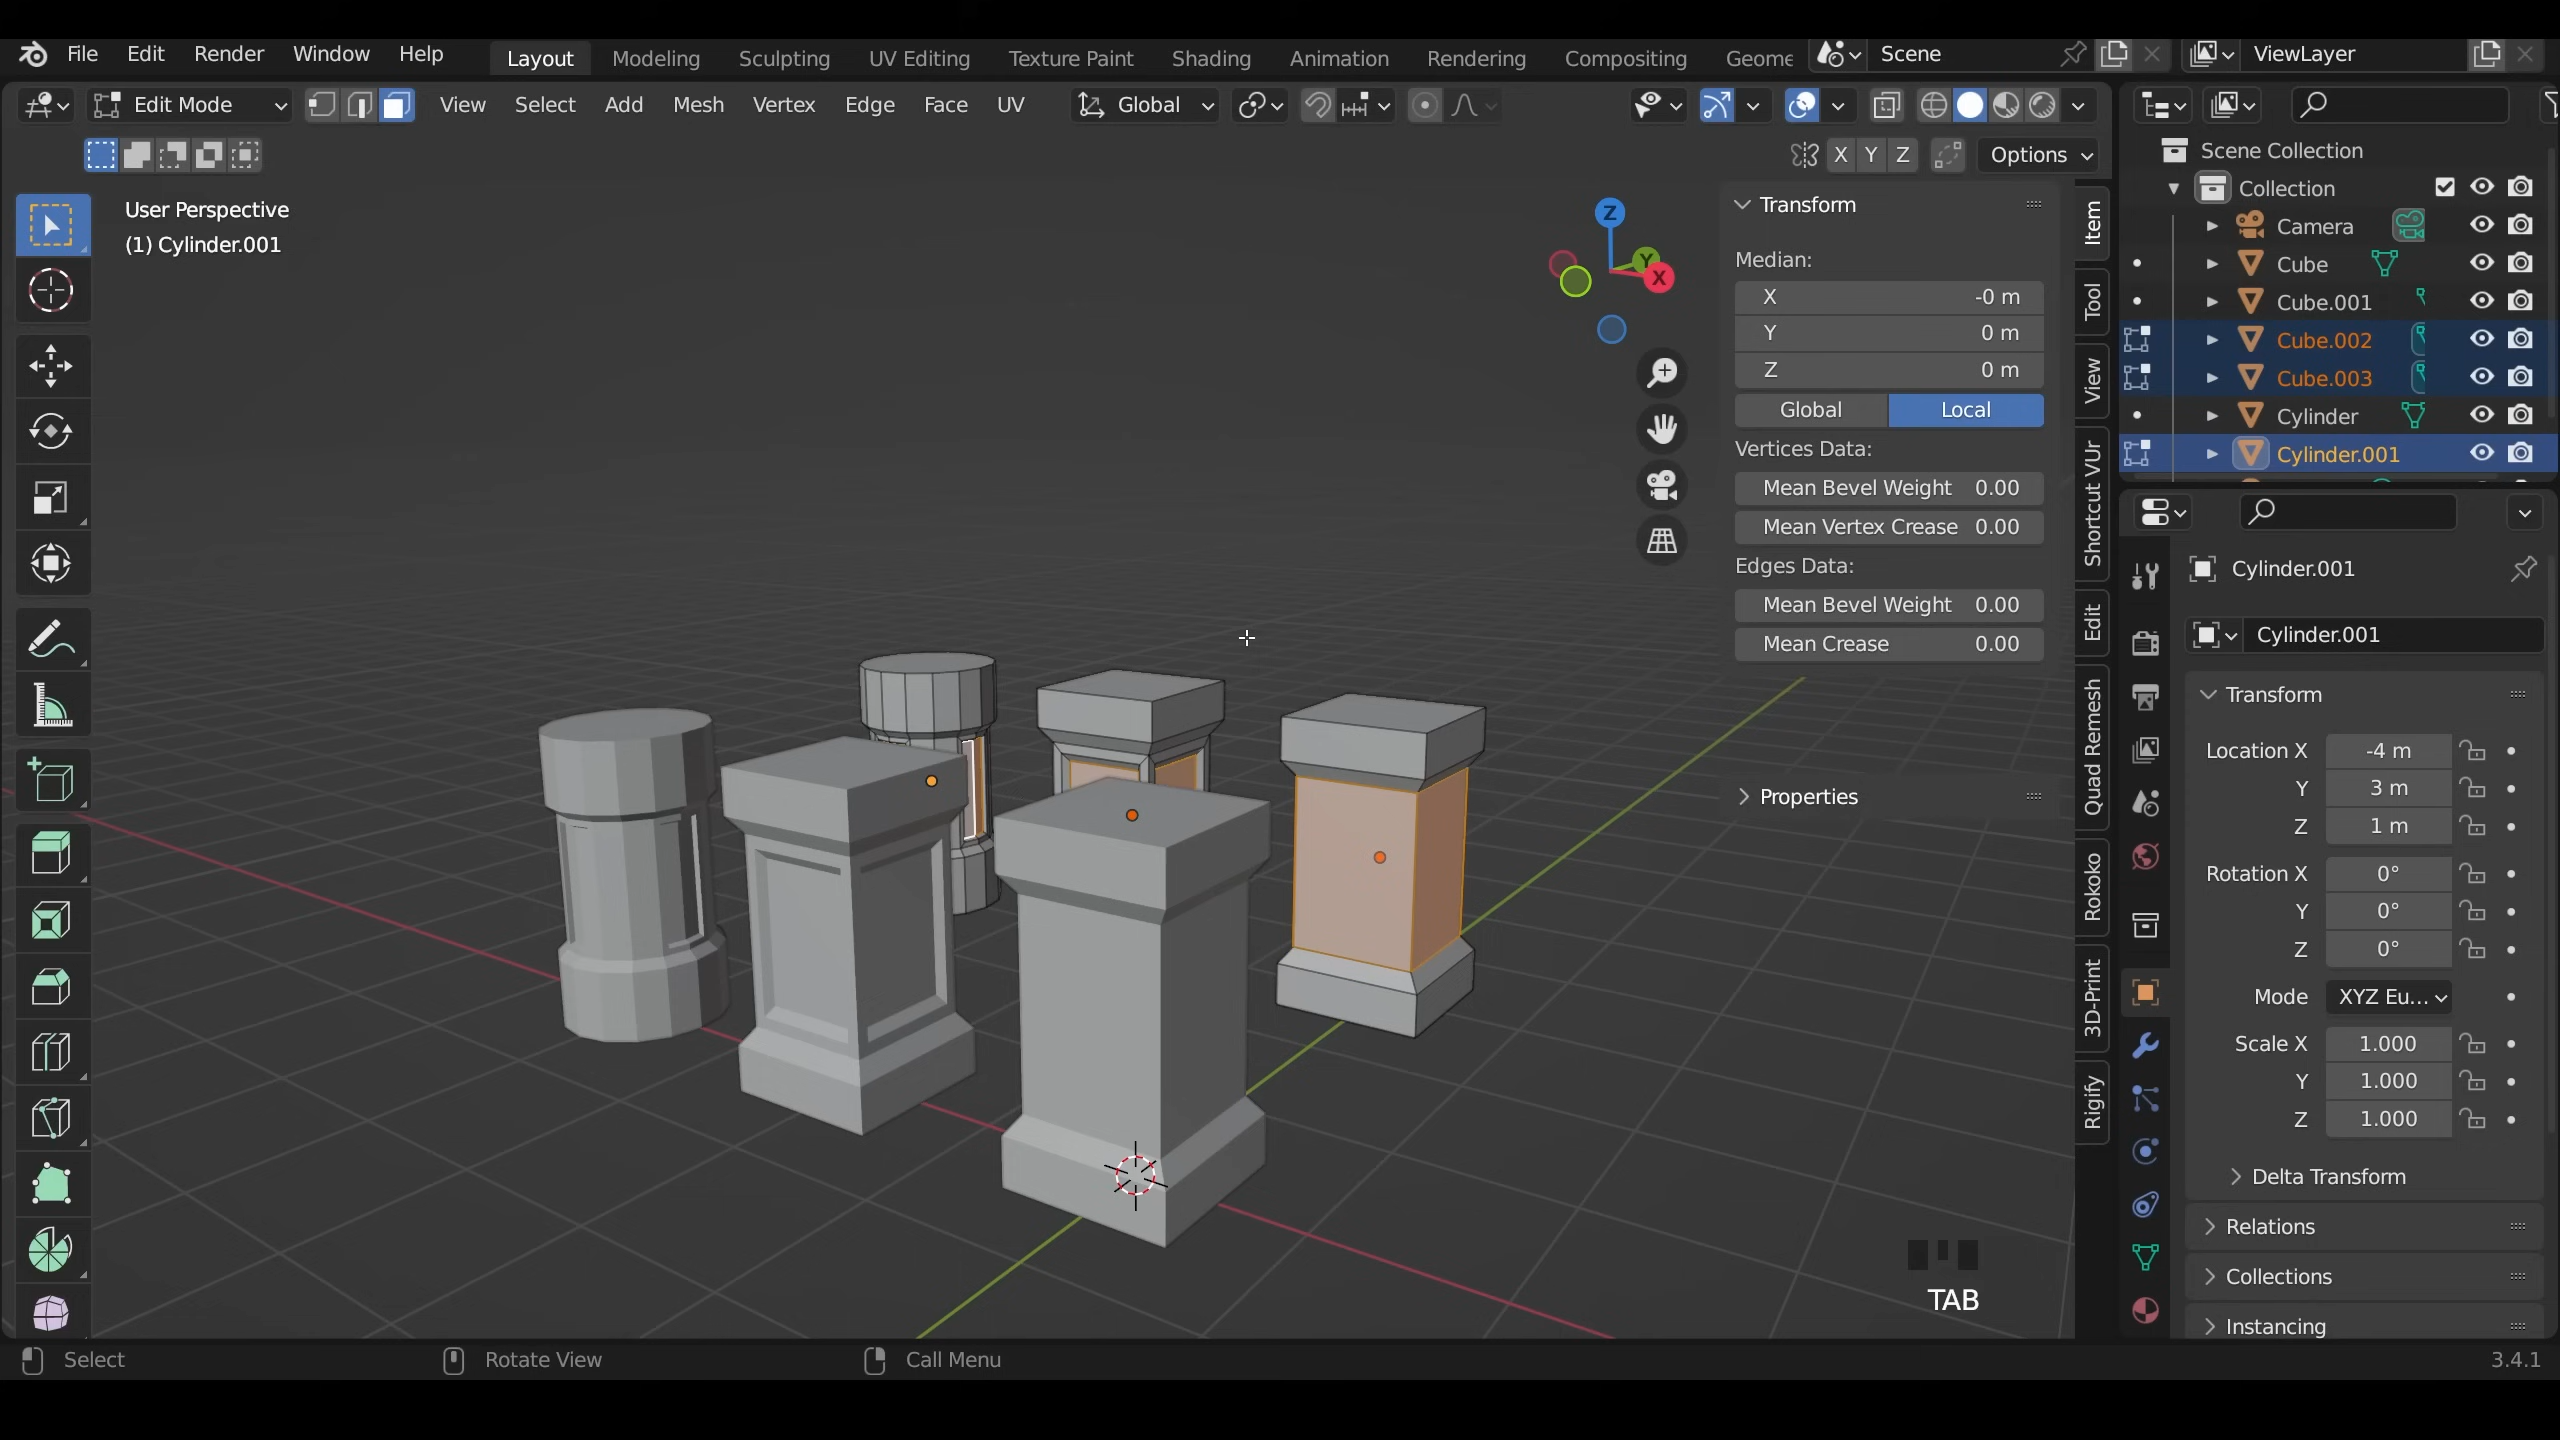 File Edit Render Window Help Layout Modeling Sculpting UV Editing Texture Paint Shading Animation Rendering Compositing Geome Scene ViewLayer
Edit Mode View Select Add Mesh Vertex Edge Face UV Global
X Y Z Options
User Perspective
(1) Cylinder.001
Z
Y
X
Transform
Median:
X -0 m
Y 0 m
Z 0 m
Global Local
Vertices Data:
Mean Bevel Weight 0.00
Mean Vertex Crease 0.00
Edges Data:
Mean Bevel Weight 0.00
Mean Crease 0.00
Properties
Item
Tool
View
Shortcut VUr
Edit
Quad Remesh
Rokoko
3D-Print
Rigify
Scene Collection
Collection
Camera
Cube
Cube.001
Cube.002
Cube.003
Cylinder
Cylinder.001
Cylinder.001
Cylinder.001
Transform
Location X -4 m
Y 3 m
Z 1 m
Rotation X 0°
Y 0°
Z 0°
Mode XYZ Eu...
Scale X 1.000
Y 1.000
Z 1.000
Delta Transform
Relations
Collections
Instancing
TAB
Select Rotate View Call Menu 3.4.1